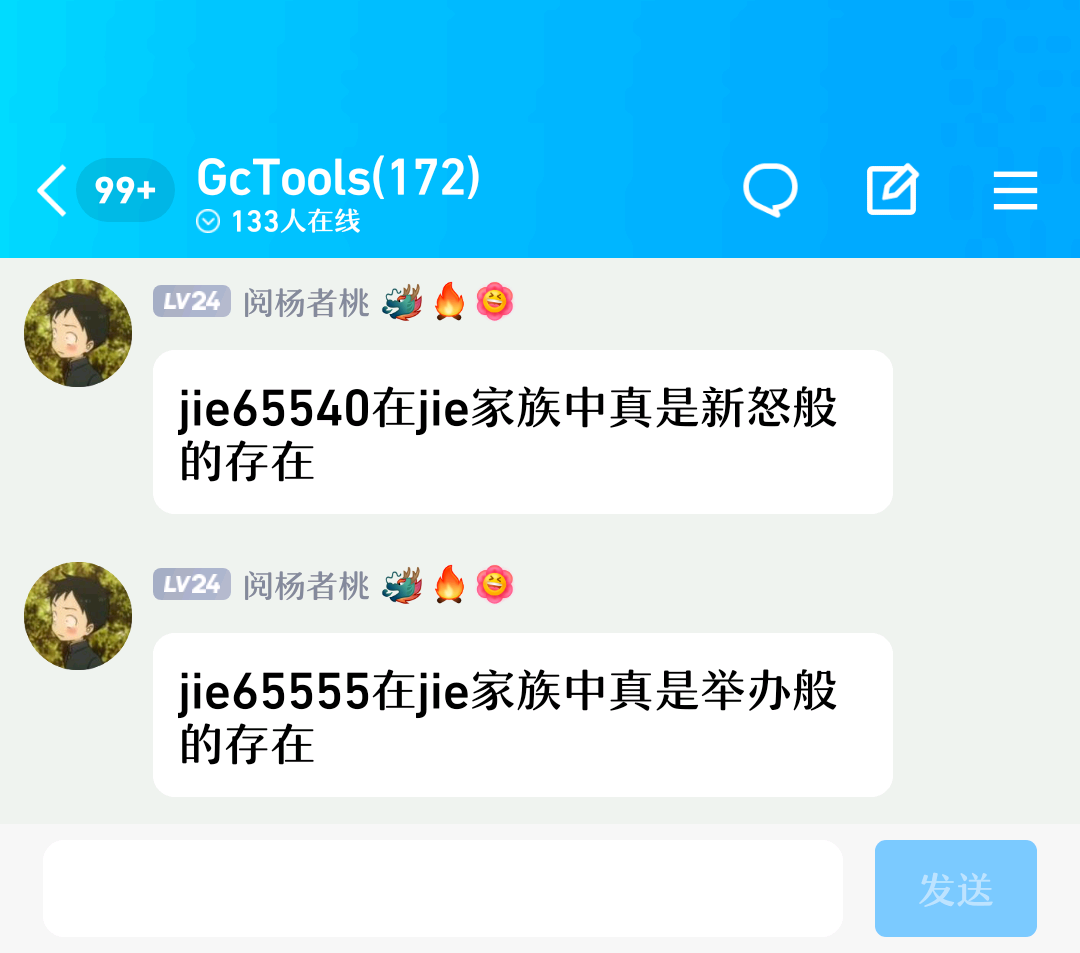 99+
GcTools(172)
133人在线
LV24 阅杨者桃
jie65540在jie家族中真是新怒般
的存在
LV24 阅杨者桃
jie65555在jie家族中真是举办般
的存在
发送